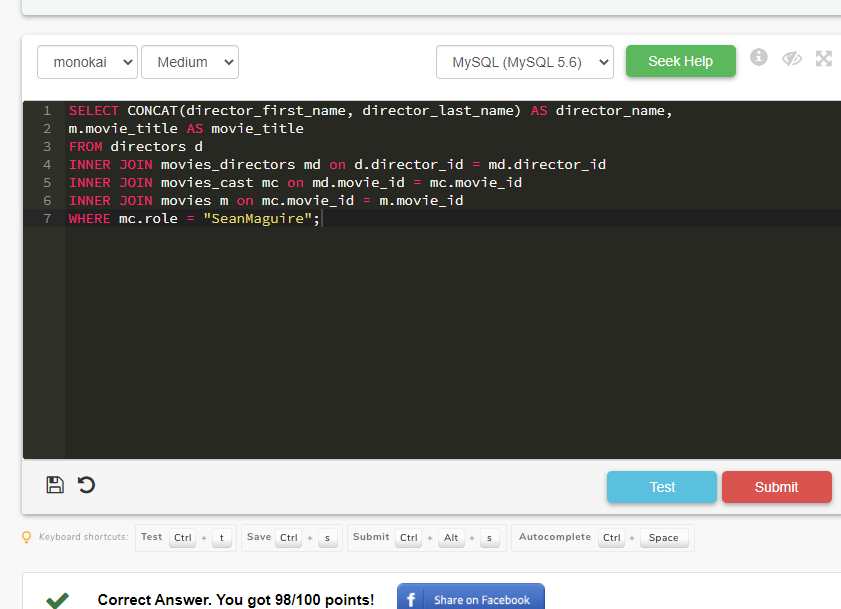 monokai Medium MySQL (MySQL 5.6) Seek Help
1 SELECT CONCAT(director_first_name, director_last_name) AS director_name,
2 m.movie_title AS movie_title
3 FROM directors d
4 INNER JOIN movies_directors md on d.director_id = md.director_id
5 INNER JOIN movies_cast mc on md.movie_id = mc.movie_id
6 INNER JOIN movies m on mc.movie_id = m.movie_id
7 WHERE mc.role = "SeanMaguire";
Test Submit
Keyboard shortcuts: Test Ctrl + t Save Ctrl + s Submit Ctrl + Alt + s Autocomplete Ctrl + Space
Correct Answer. You got 98/100 points! f Share on Facebook